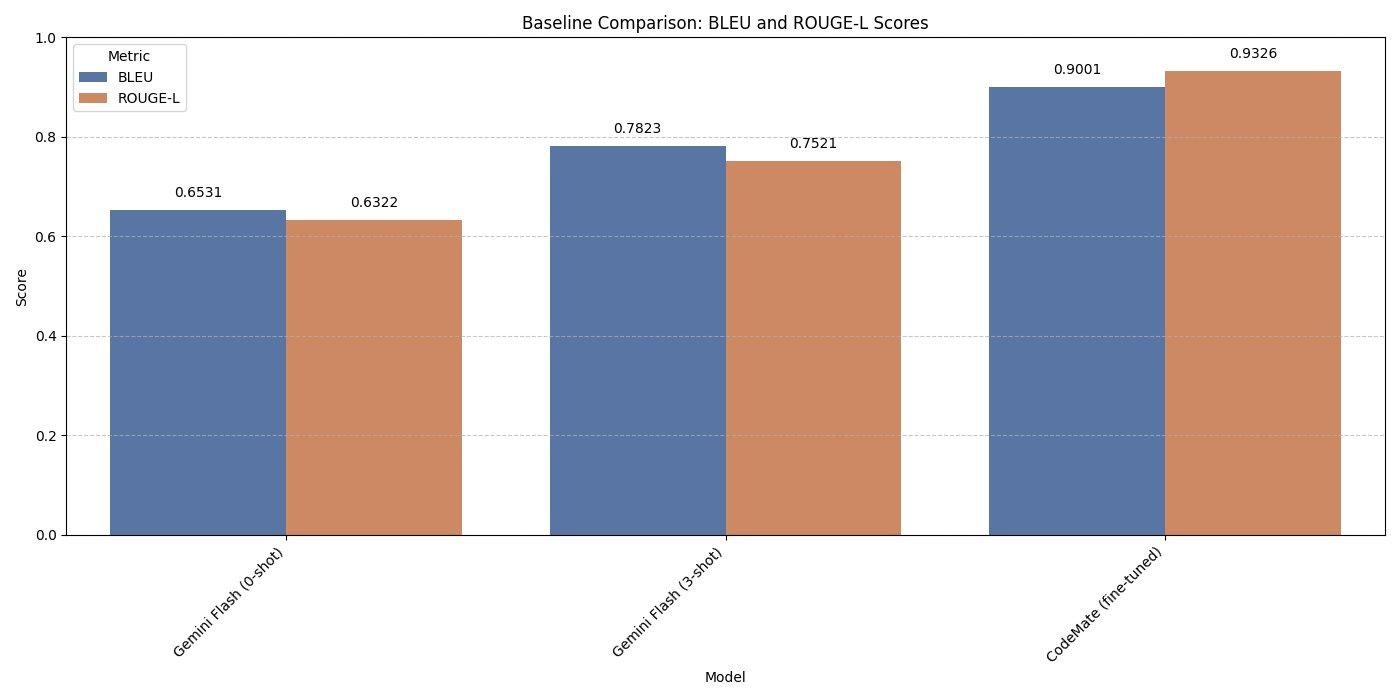 Baseline Comparison: BLEU and ROUGE-L Scores
Metric
BLEU
ROUGE-L
Score
1.0
0.8
0.6
0.4
0.2
0.0
0.6531
0.6322
0.7823
0.7521
0.9001
0.9326
Gemini Flash (0-shot)
Gemini Flash (3-shot)
CodeMate (fine-tuned)
Model